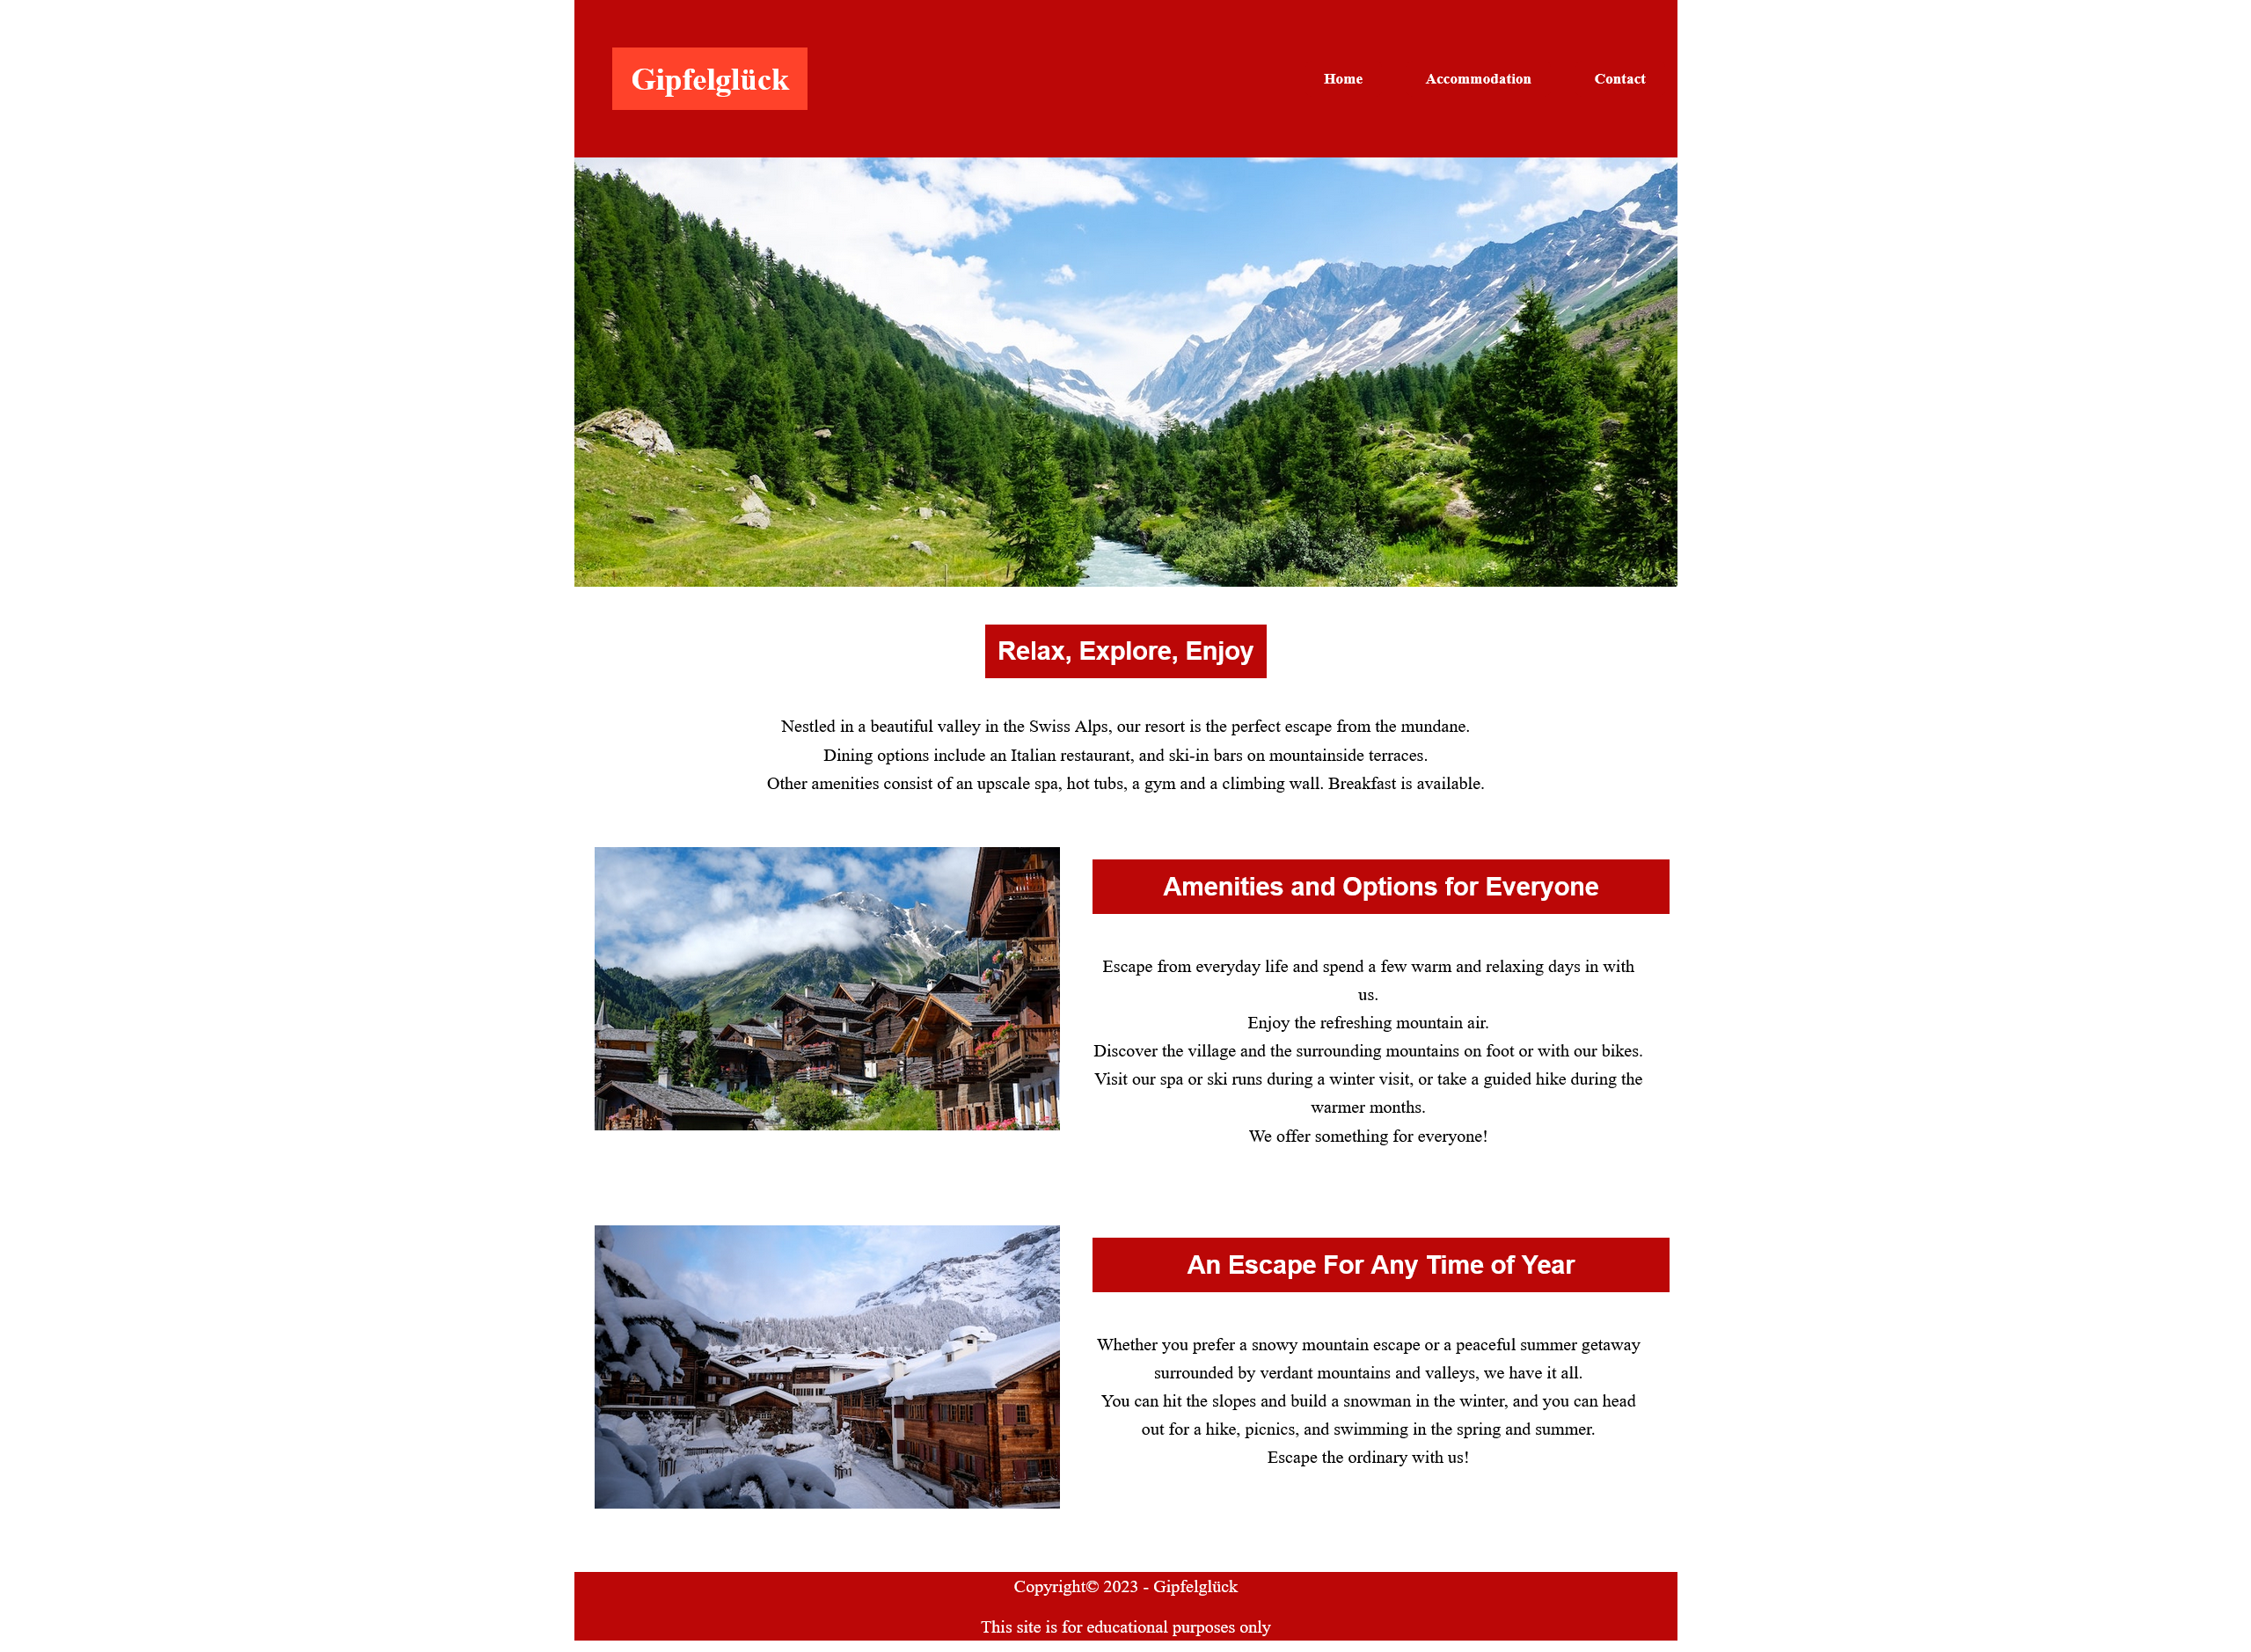 Gipfelglück
Home Accommodation Contact
Relax, Explore, Enjoy
Nestled in a beautiful valley in the Swiss Alps, our resort is the perfect escape from the mundane.
Dining options include an Italian restaurant, and ski-in bars on mountainside terraces.
Other amenities consist of an upscale spa, hot tubs, a gym and a climbing wall. Breakfast is available.
Amenities and Options for Everyone
Escape from everyday life and spend a few warm and relaxing days in with
us.
Enjoy the refreshing mountain air.
Discover the village and the surrounding mountains on foot or with our bikes.
Visit our spa or ski runs during a winter visit, or take a guided hike during the
warmer months.
We offer something for everyone!
An Escape For Any Time of Year
Whether you prefer a snowy mountain escape or a peaceful summer getaway
surrounded by verdant mountains and valleys, we have it all.
You can hit the slopes and build a snowman in the winter, and you can head
out for a hike, picnics, and swimming in the spring and summer.
Escape the ordinary with us!
Copyright© 2023 - Gipfelglück
This site is for educational purposes only